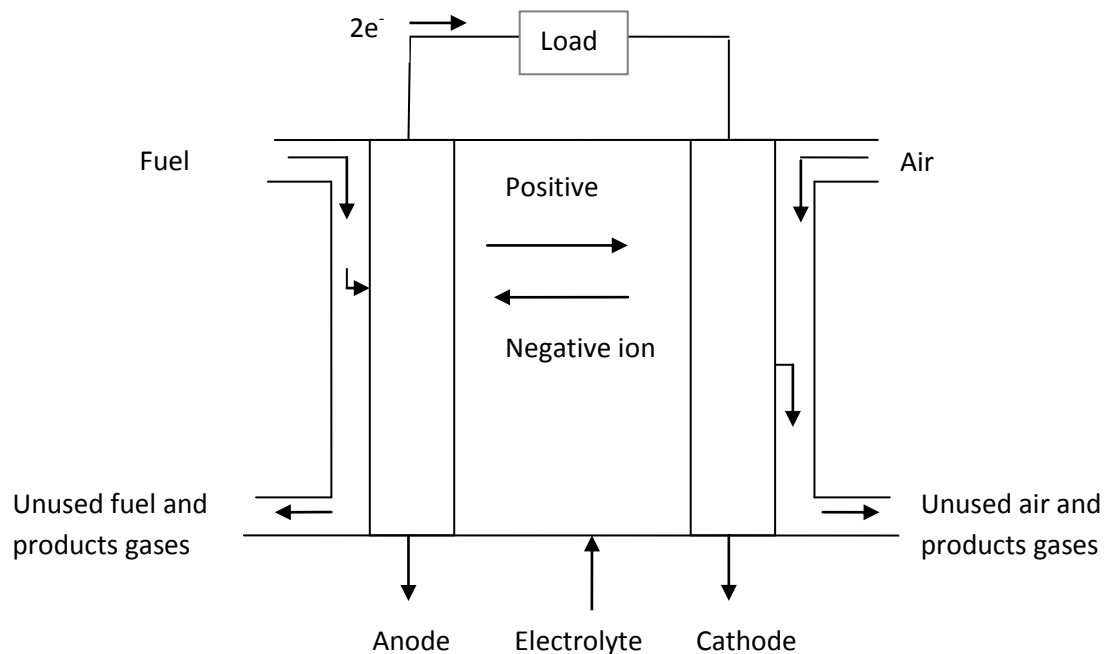 2e-
Load
Fuel
Air
Positive
Negative ion
Unused fuel and
products gases
Unused air and
products gases
Anode
Electrolyte
Cathode